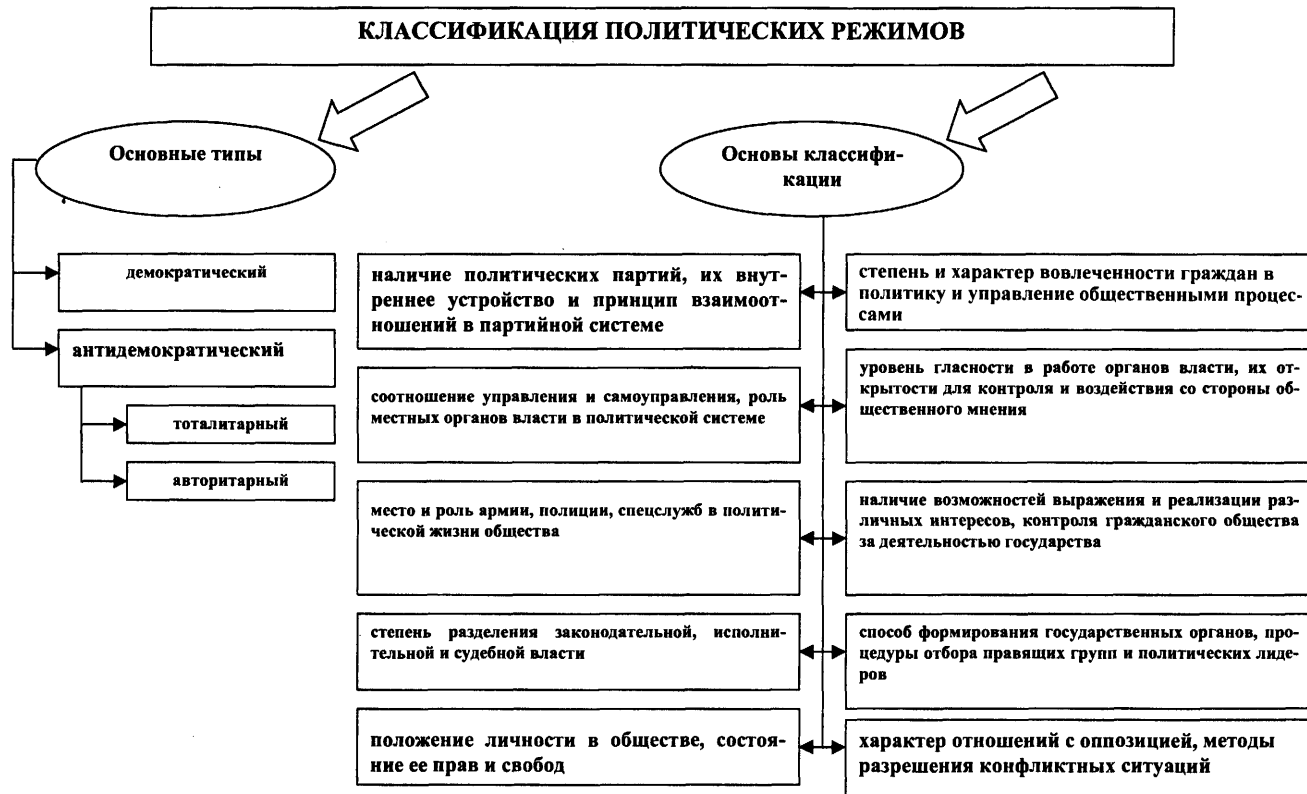 КЛАССИФИКАЦИЯ ПОЛИТИЧЕСКИХ РЕЖИМОВ
Основные типы
демократический
антидемократический
тоталитарный
авторитарный
Основы классифи-
кации
наличие политических партий, их внут-
реннее устройство и принцип взаимоот-
ношений в партийной системе
степень и характер вовлеченности граждан в
политику и управление общественными процес-
сами
соотношение управления и самоуправления, роль
местных органов власти в политической системе
уровень гласности в работе органов власти, их от-
крытости для контроля и воздействия со стороны об-
щественного мнения
место и роль армии, полиции, спецслужб в полити-
ческой жизни общества
наличие возможностей выражения и реализации раз-
личных интересов, контроля гражданского общества
за деятельностью государства
степень разделения законодательной, исполни-
тельной и судебной власти
способ формирования государственных органов, про-
цедуры отбора правящих групп и политических лиде-
ров
положение личности в обществе, состоя-
ние ее прав и свобод
характер отношений с оппозицией, методы
разрешения конфликтных ситуаций